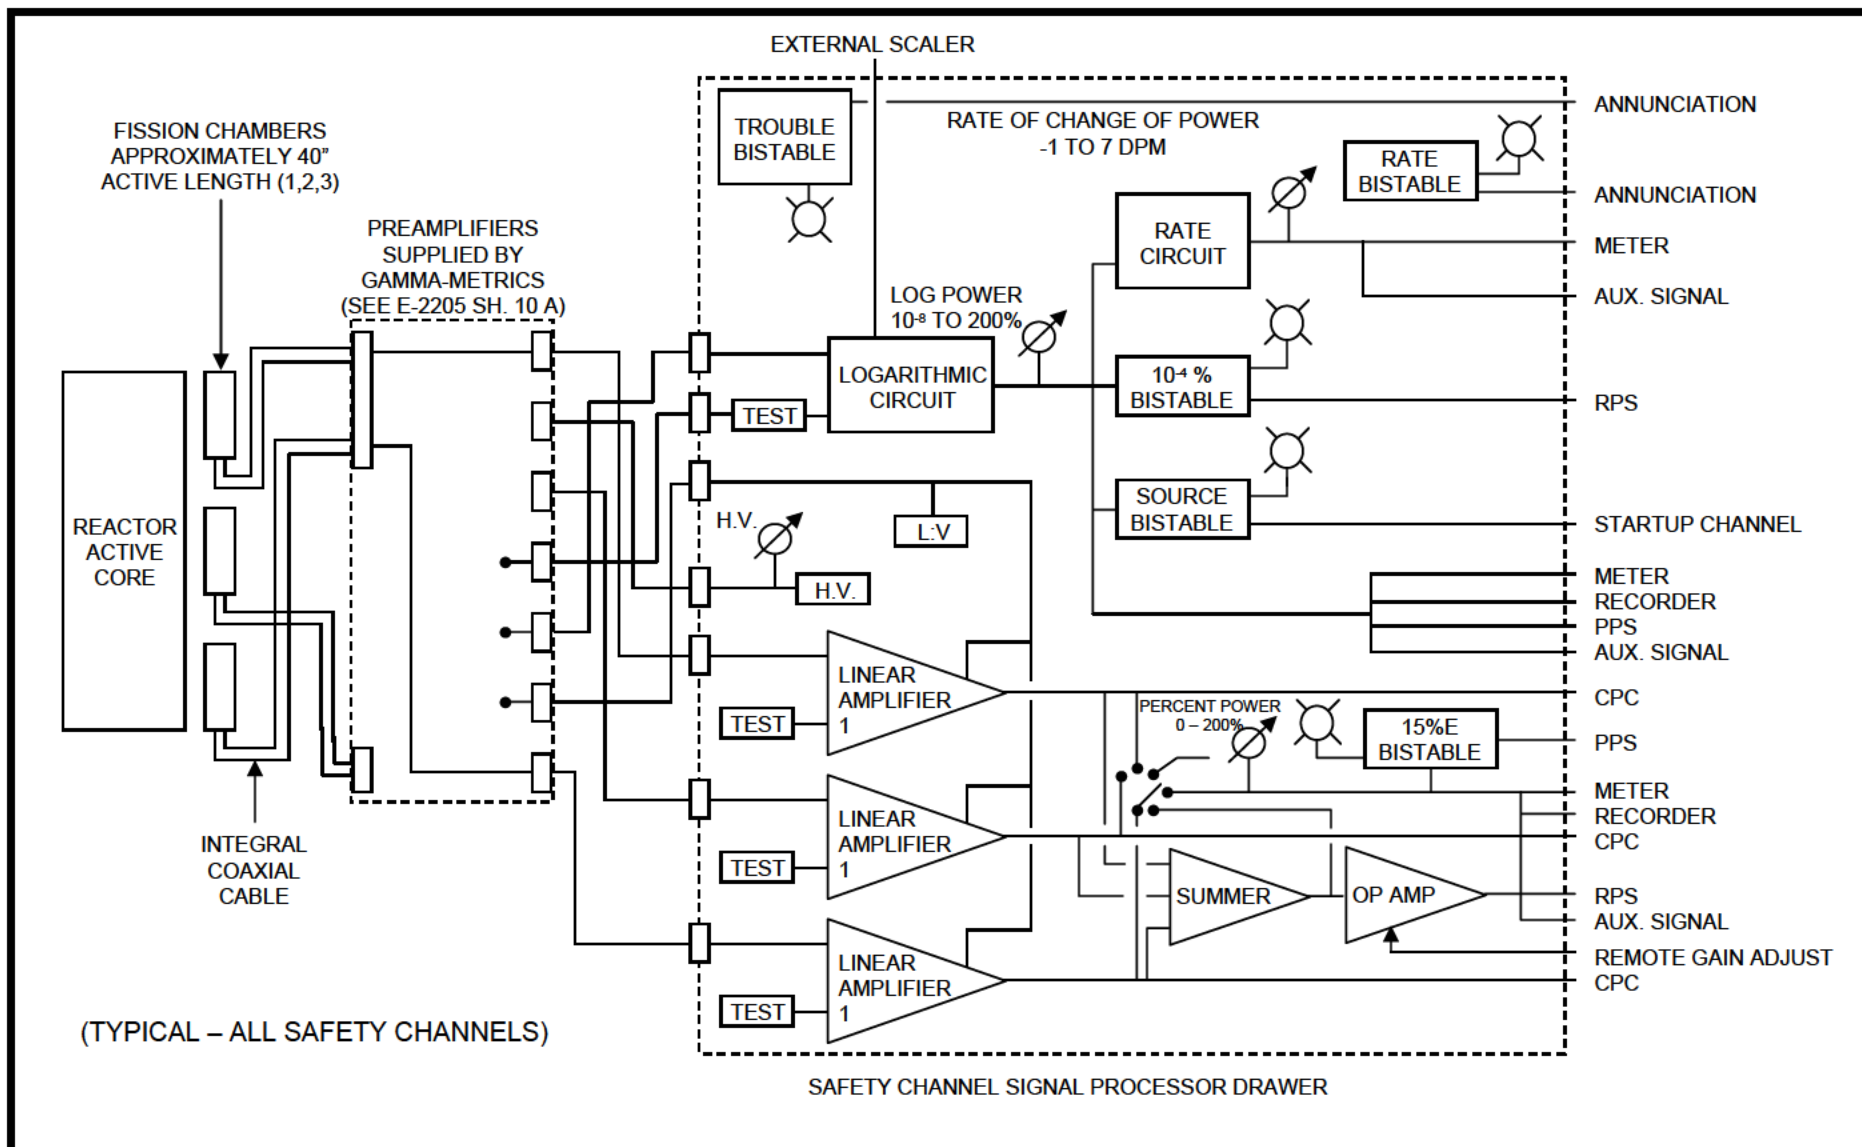 EXTERNAL SCALER
FISSION CHAMBERS
APPROXIMATELY 40”
ACTIVE LENGTH (1,2,3)
PREAMPLIFIERS
SUPPLIED BY
GAMMA-METRICS
(SEE E-2205 SH. 10 A)
REACTOR
ACTIVE
CORE
INTEGRAL
COAXIAL
CABLE
(TYPICAL – ALL SAFETY CHANNELS)
TROUBLE
BISTABLE
RATE OF CHANGE OF POWER
-1 TO 7 DPM
RATE
BISTABLE
RATE
CIRCUIT
LOG POWER
10⁻⁸ TO 200%
LOGARITHMIC
CIRCUIT
TEST
10⁻⁴ %
BISTABLE
SOURCE
BISTABLE
H.V.
L:V
H.V.
LINEAR
AMPLIFIER
1
TEST
LINEAR
AMPLIFIER
1
TEST
LINEAR
AMPLIFIER
1
TEST
PERCENT POWER
0 – 200%
15%E
BISTABLE
SUMMER
OP AMP
ANNUNCIATION
ANNUNCIATION
METER
AUX. SIGNAL
RPS
STARTUP CHANNEL
METER
RECORDER
PPS
AUX. SIGNAL
CPC
PPS
METER
RECORDER
CPC
RPS
AUX. SIGNAL
REMOTE GAIN ADJUST
CPC
SAFETY CHANNEL SIGNAL PROCESSOR DRAWER